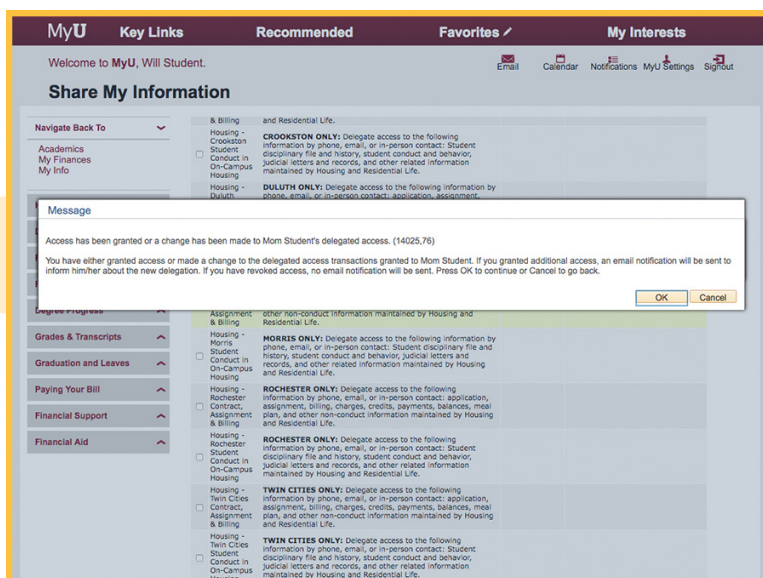 MyU
Key Links
Recommended
Favorites
My Interests
Welcome to MyU, Will Student.
Email
Calendar
Notifications
MyU Settings
Signout
Share My Information
Navigate Back To
Academics
My Finances
My Info
Degree Progress
Grades & Transcripts
Graduation and Leaves
Paying Your Bill
Financial Support
Financial Aid
& Billing
and Residential Life.
Housing -
Crookston
Student
Conduct in
On-Campus
Housing
CROOKSTON ONLY: Delegate access to the following
information by phone, email, or in-person contact: Student
disciplinary file and history, student conduct and behavior,
judicial letters and records, and other related information
maintained by Housing and Residential Life.
Housing -
Duluth
DULUTH ONLY: Delegate access to the following information by
phone, email, or in-person contact: application, assignment,
Message
Access has been granted or a change has been made to Mom Student's delegated access. (14025,76)
You have either granted access or made a change to the delegated access transactions granted to Mom Student. If you granted additional access, an email notification will be sent to
inform him/her about the new delegation. If you have revoked access, no email notification will be sent. Press OK to continue or Cancel to go back.
OK
Cancel
Assignment
& Billing
other non-conduct information maintained by Housing and
Residential Life.
Housing -
Morris
Student
Conduct in
On-Campus
Housing
MORRIS ONLY: Delegate access to the following information by
phone, email, or in-person contact: Student disciplinary file and
history, student conduct and behavior, judicial letters and
records, and other related information maintained by Housing
and Residential Life.
Housing -
Rochester
Contract,
Assignment
& Billing
ROCHESTER ONLY: Delegate access to the following
information by phone, email, or in-person contact: application,
assignment, billing, charges, credits, payments, balances, meal
plan, and other non-conduct information maintained by Housing
and Residential Life.
Housing -
Rochester
Student
Conduct in
On-Campus
Housing
ROCHESTER ONLY: Delegate access to the following
information by phone, email, or in-person contact: Student
disciplinary file and history, student conduct and behavior,
judicial letters and records, and other related information
maintained by Housing and Residential Life.
Housing -
Twin Cities
Contract,
Assignment
& Billing
TWIN CITIES ONLY: Delegate access to the following
information by phone, email, or in-person contact: application,
assignment, billing, charges, credits, payments, balances, meal
plan, and other non-conduct information maintained by Housing
and Residential Life.
Housing -
Twin Cities
Student
Conduct in
On-Campus
Housing
TWIN CITIES ONLY: Delegate access to the following
information by phone, email, or in-person contact: Student
disciplinary file and history, student conduct and behavior,
judicial letters and records, and other related information
maintained by Housing and Residential Life.